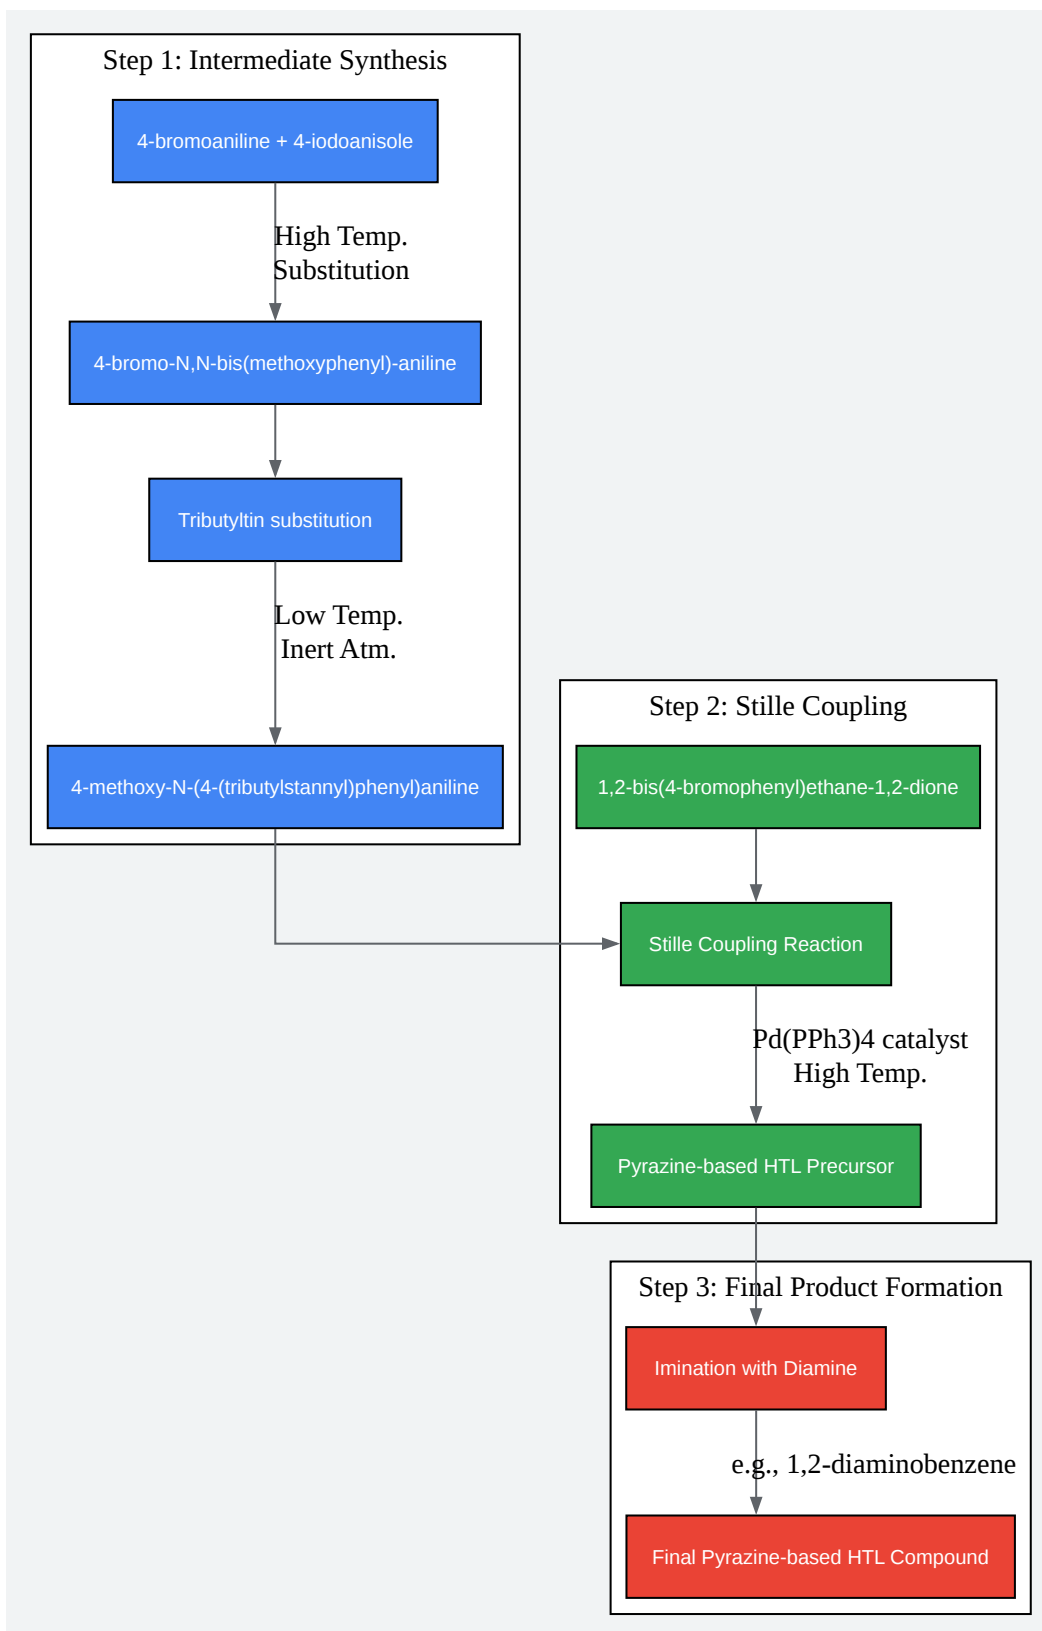 Step 1: Intermediate Synthesis
4-bromoaniline + 4-iodoanisole
High Temp.
Substitution
4-bromo-N,N-bis(methoxyphenyl)-aniline
Tributyltin substitution
Low Temp.
Inert Atm.
4-methoxy-N-(4-(tributylstannyl)phenyl)aniline
Step 2: Stille Coupling
1,2-bis(4-bromophenyl)ethane-1,2-dione
Stille Coupling Reaction
Pd(PPh3)4 catalyst
High Temp.
Pyrazine-based HTL Precursor
Step 3: Final Product Formation
Imination with Diamine
e.g., 1,2-diaminobenzene
Final Pyrazine-based HTL Compound